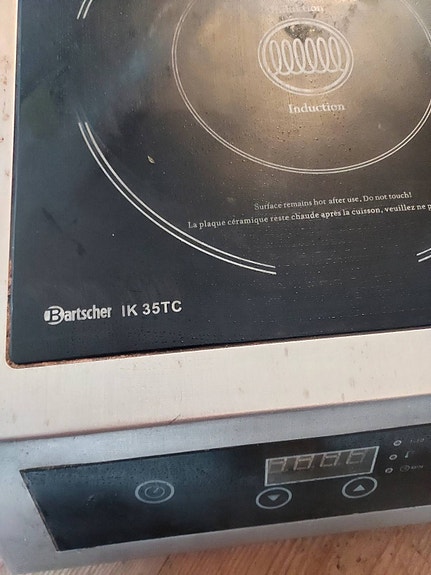 Induktion
Induction
Surface remains hot after use, Do not touch!
La plaque céramique reste chaude après la cuisson, veuillez ne p
Bartscher IK 35TC